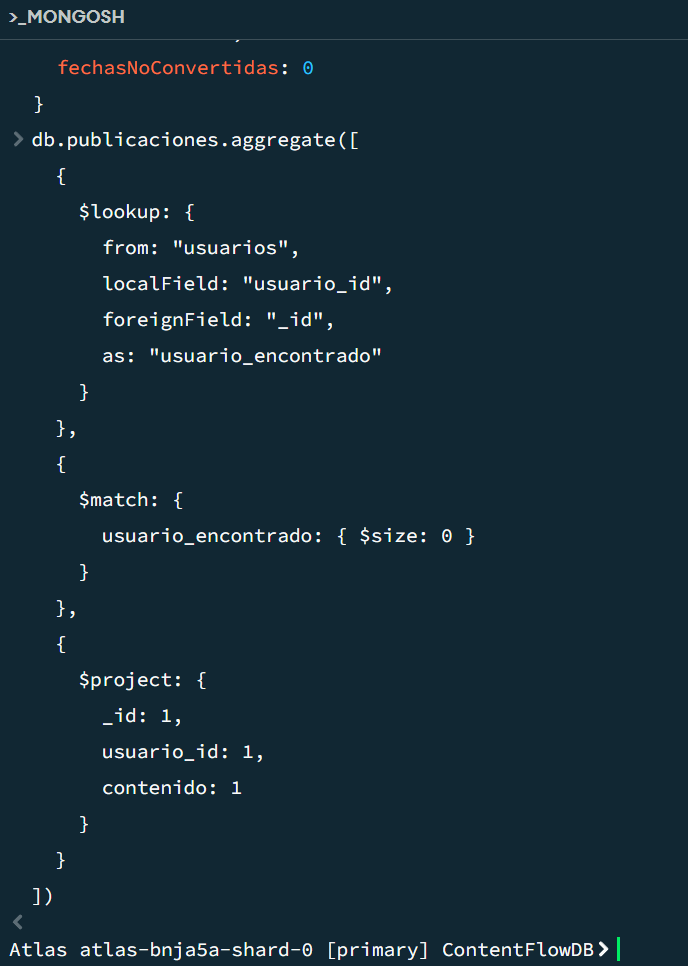 >_MONGOSH
fechasNoConvertidas: 0
}
> db.publicaciones.aggregate([
{
$lookup: {
from: "usuarios",
localField: "usuario_id",
foreignField: "_id",
as: "usuario_encontrado"
}
},
{
$match: {
usuario_encontrado: { $size: 0 }
}
},
{
$project: {
_id: 1,
usuario_id: 1,
contenido: 1
}
}
])
<
Atlas atlas-bnja5a-shard-0 [primary] ContentFlowDB>